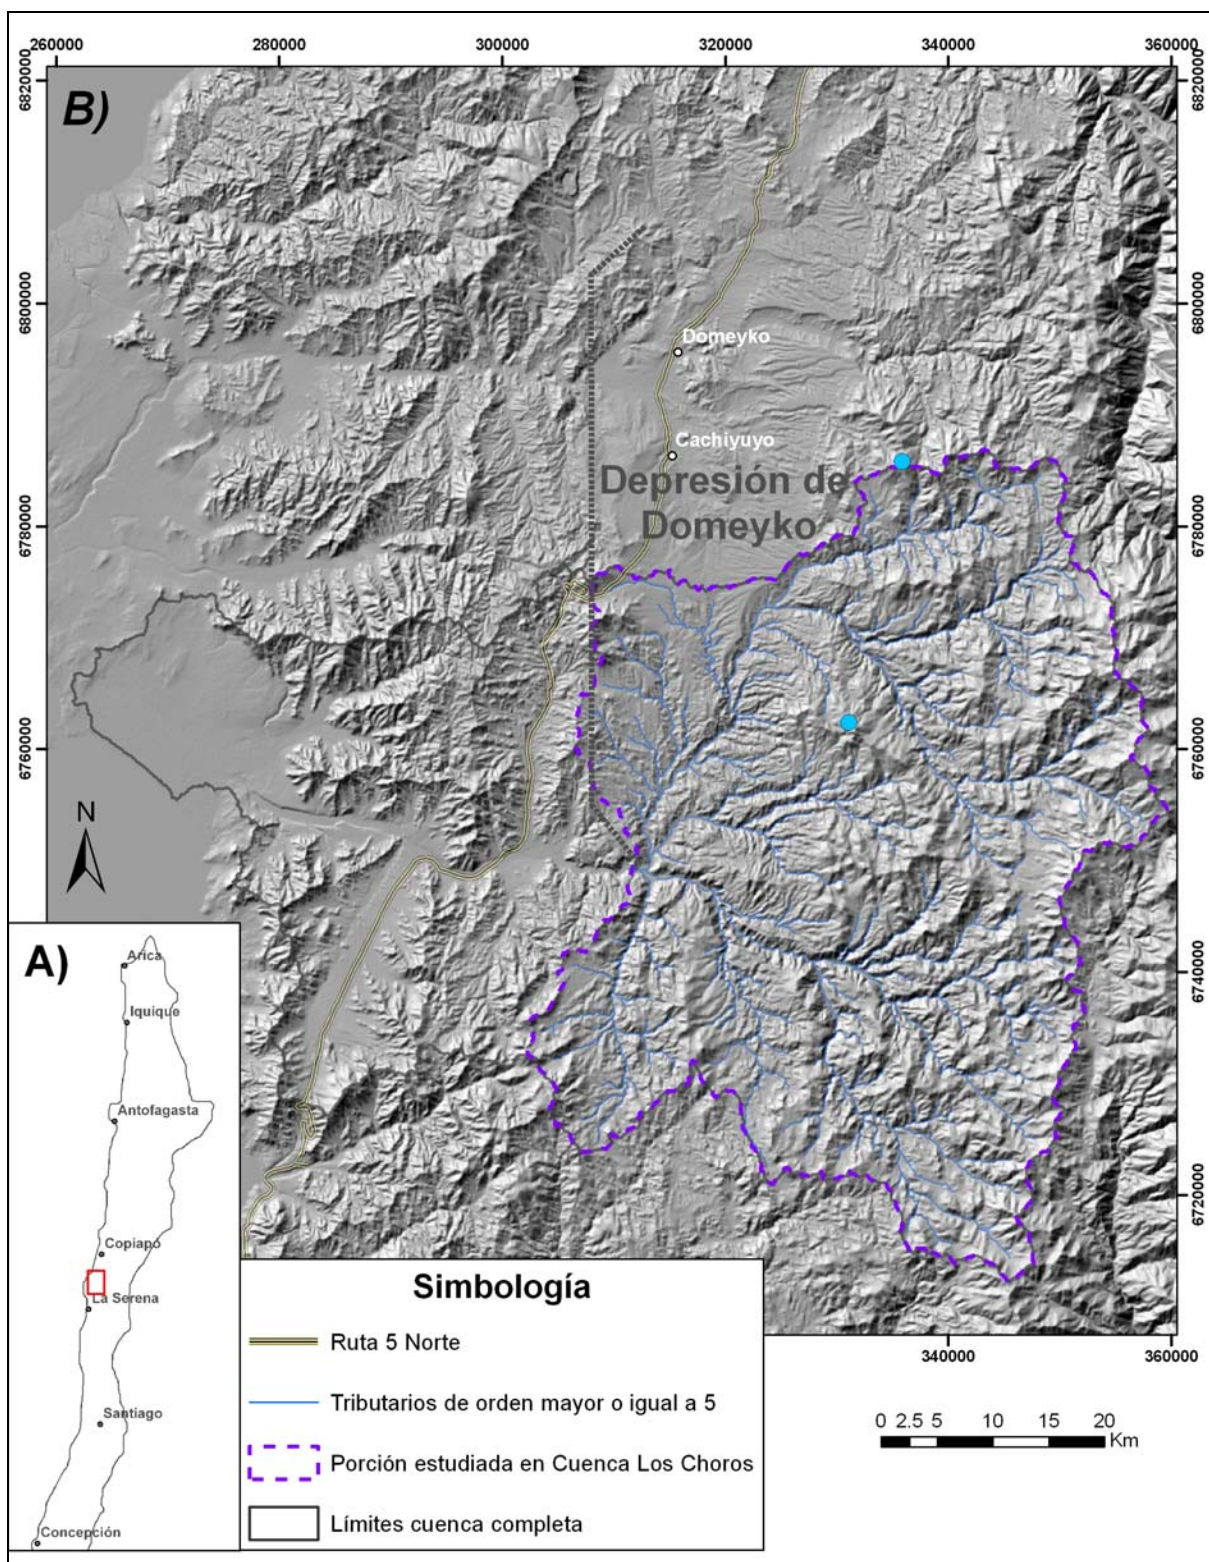 260000 280000 300000 320000 340000 360000
6820000 6820000
B)
6800000 6800000
Domeyko
Cachiyuyo
Depresión de
Domeyko
6780000 6780000
6760000 6760000
N
6740000 6740000
6720000 6720000
A)
Arica
Iquique
Antofagasta
Copiapó
La Serena
Santiago
Concepción
Simbología
Ruta 5 Norte
Tributarios de orden mayor o igual a 5
Porción estudiada en Cuenca Los Choros
Límites cuenca completa
340000 360000
0 2.5 5 10 15 20
Km